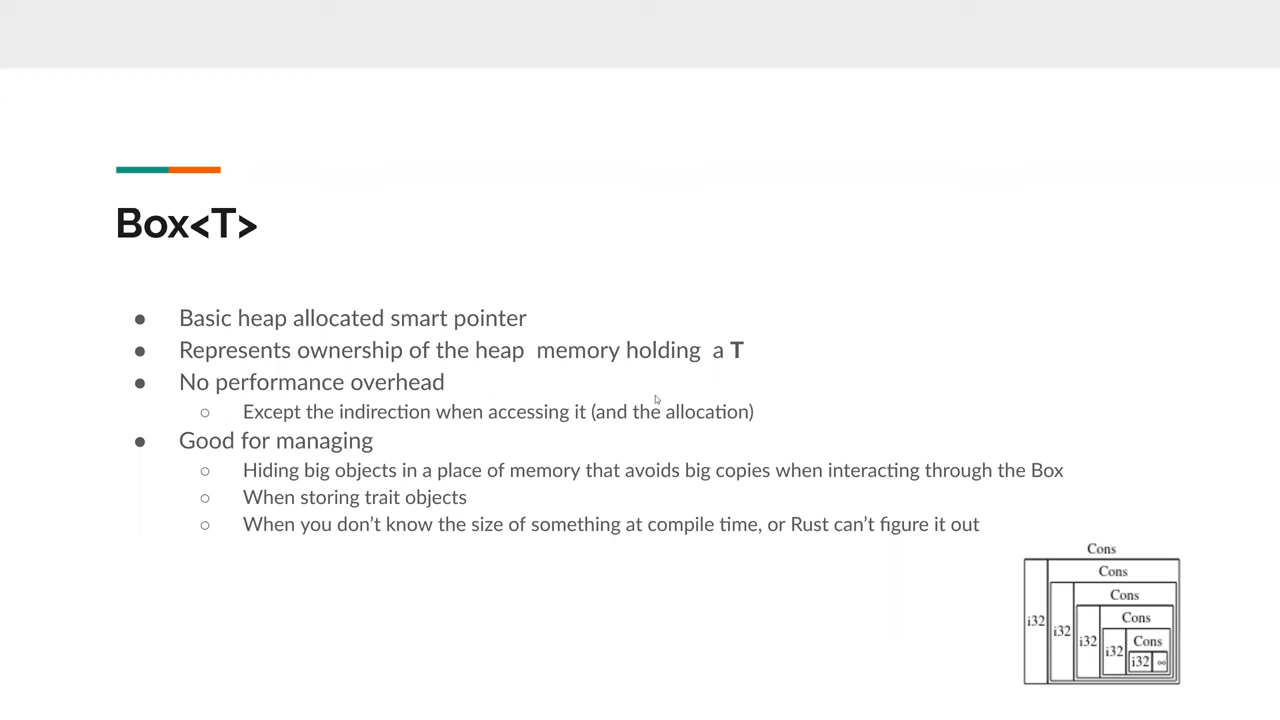 Box<T>
● Basic heap allocated smart pointer
● Represents ownership of the heap  memory holding  a T
● No performance overhead
○ Except the indirection when accessing it (and the allocation)
● Good for managing
○ Hiding big objects in a place of memory that avoids big copies when interacting through the Box
○ When storing trait objects
○ When you don’t know the size of something at compile time, or Rust can’t figure it out
Cons
Cons
Cons
Cons
Cons
i32
i32
i32
i32
i32 ∞